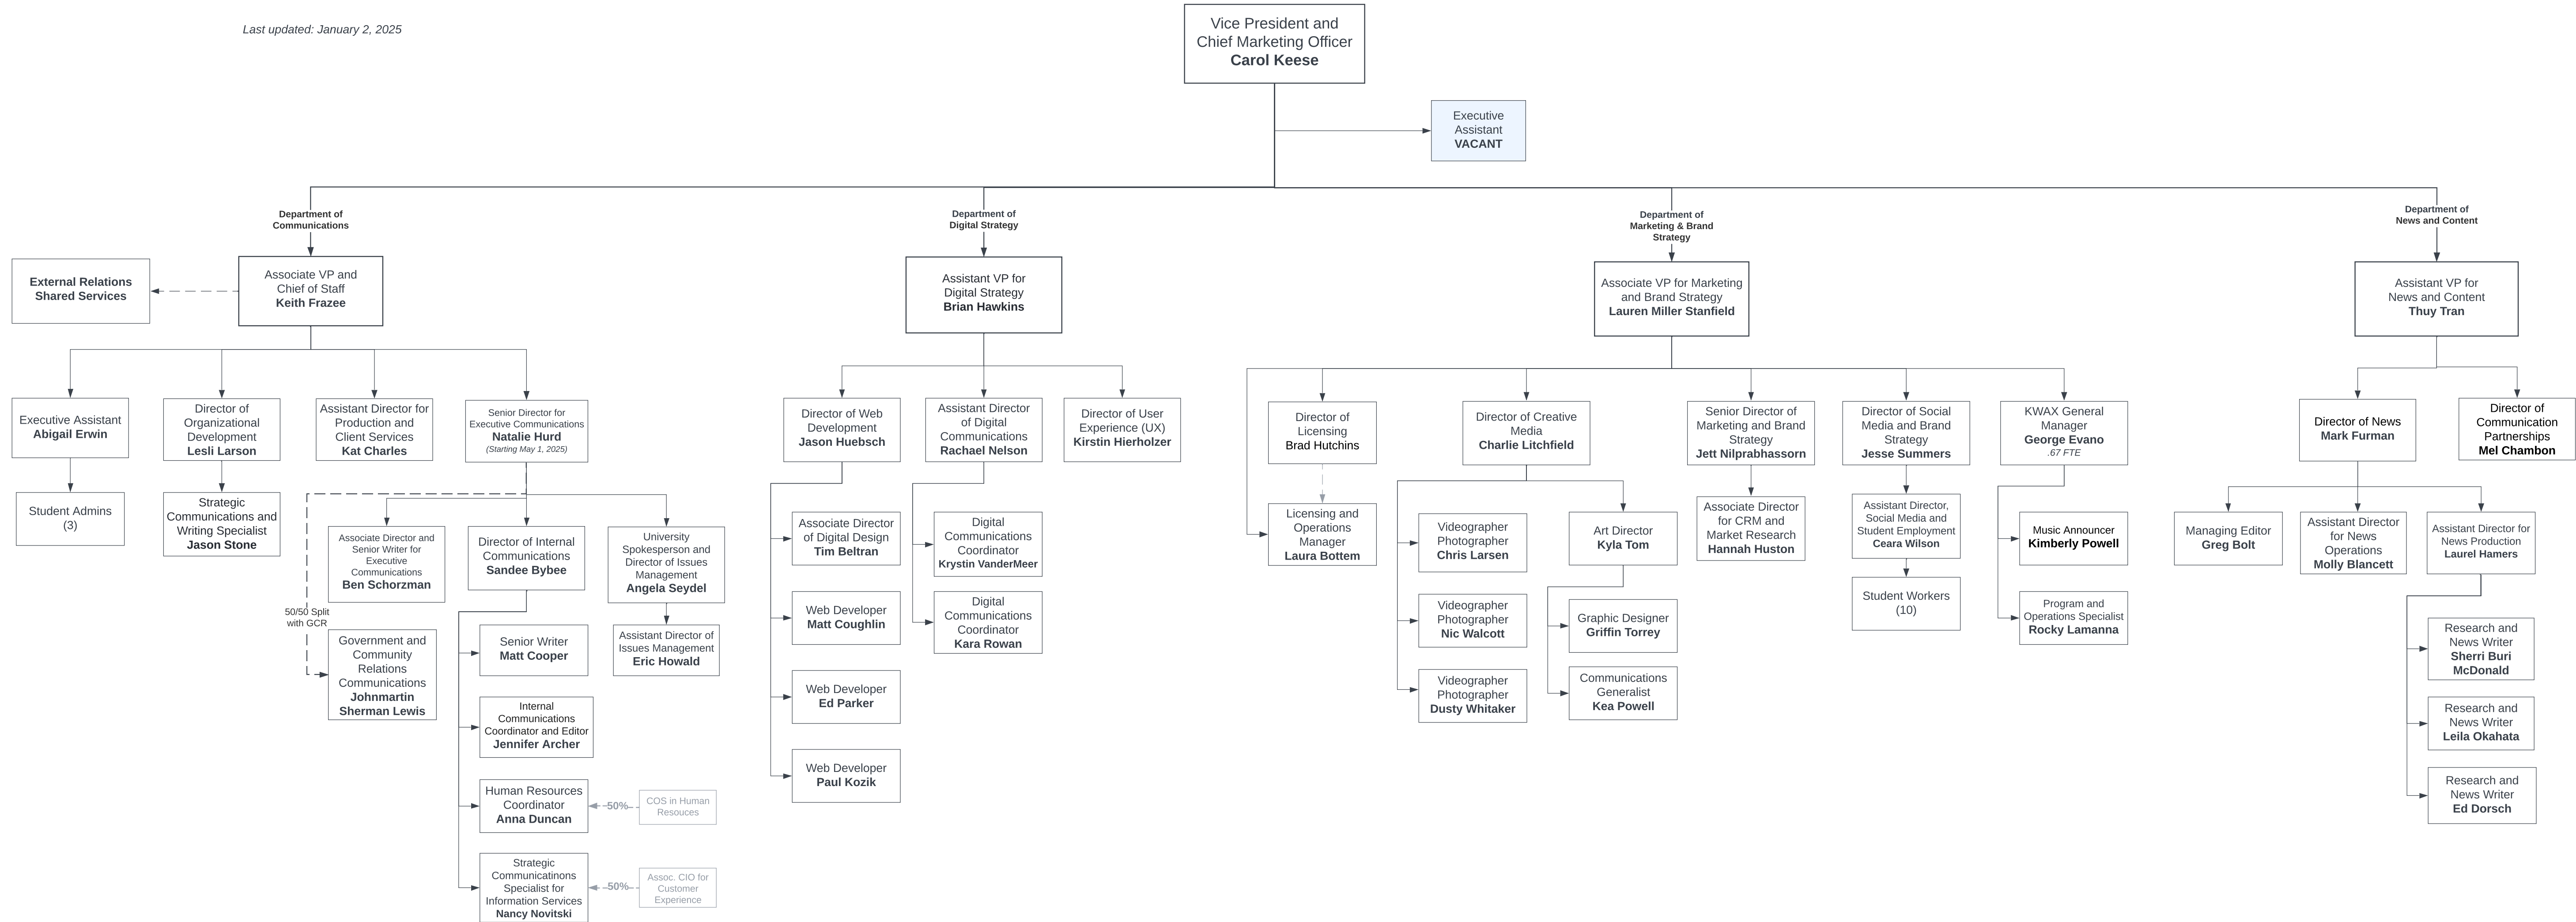 Last updated: January 2, 2025
Vice President and
Chief Marketing Officer
Carol Keese
Executive
Assistant
VACANT
Department of
Communications
Department of
Digital Strategy
Department of
Marketing & Brand
Strategy
Department of
News and Content
External Relations
Shared Services
Associate VP and
Chief of Staff
Keith Frazee
Assistant VP for
Digital Strategy
Brian Hawkins
Associate VP for Marketing
and Brand Strategy
Lauren Miller Stanfield
Assistant VP for
News and Content
Thuy Tran
Executive Assistant
Abigail Erwin
Director of
Organizational
Development
Lesli Larson
Assistant Director for
Production and
Client Services
Kat Charles
Senior Director for
Executive Communications
Natalie Hurd
(Starting May 1, 2025)
Student Admins
(3)
Strategic
Communications and
Writing Specialist
Jason Stone
Associate Director and
Senior Writer for
Executive
Communications
Ben Schorzman
Director of Internal
Communications
Sandee Bybee
University
Spokesperson and
Director of Issues
Management
Angela Seydel
50/50 Split
with GCR
Government and
Community
Relations
Communications
Johnmartin
Sherman Lewis
Senior Writer
Matt Cooper
Assistant Director of
Issues Management
Eric Howald
Internal
Communications
Coordinator and Editor
Jennifer Archer
Human Resources
Coordinator
Anna Duncan
50%
COS in Human
Resouces
Strategic
Communicatinons
Specialist for
Information Services
Nancy Novitski
50%
Assoc. CIO for
Customer
Experience
Director of Web
Development
Jason Huebsch
Assistant Director
of Digital
Communications
Rachael Nelson
Director of User
Experience (UX)
Kirstin Hierholzer
Associate Director
of Digital Design
Tim Beltran
Web Developer
Matt Coughlin
Web Developer
Ed Parker
Web Developer
Paul Kozik
Digital
Communications
Coordinator
Krystin VanderMeer
Digital
Communications
Coordinator
Kara Rowan
Director of
Licensing
Brad Hutchins
Licensing and
Operations
Manager
Laura Bottem
Director of Creative
Media
Charlie Litchfield
Videographer
Photographer
Chris Larsen
Videographer
Photographer
Nic Walcott
Videographer
Photographer
Dusty Whitaker
Art Director
Kyla Tom
Graphic Designer
Griffin Torrey
Communications
Generalist
Kea Powell
Senior Director of
Marketing and Brand
Strategy
Jett Nilprabhassorn
Associate Director
for CRM and
Market Research
Hannah Huston
Director of Social
Media and Brand
Strategy
Jesse Summers
Assistant Director,
Social Media and
Student Employment
Ceara Wilson
Student Workers
(10)
KWAX General
Manager
George Evano
.67 FTE
Music Announcer
Kimberly Powell
Program and
Operations Specialist
Rocky Lamanna
Director of News
Mark Furman
Director of
Communication
Partnerships
Mel Chambon
Managing Editor
Greg Bolt
Assistant Director
for News
Operations
Molly Blancett
Assistant Director for
News Production
Laurel Hamers
Research and
News Writer
Sherri Buri
McDonald
Research and
News Writer
Leila Okahata
Research and
News Writer
Ed Dorsch